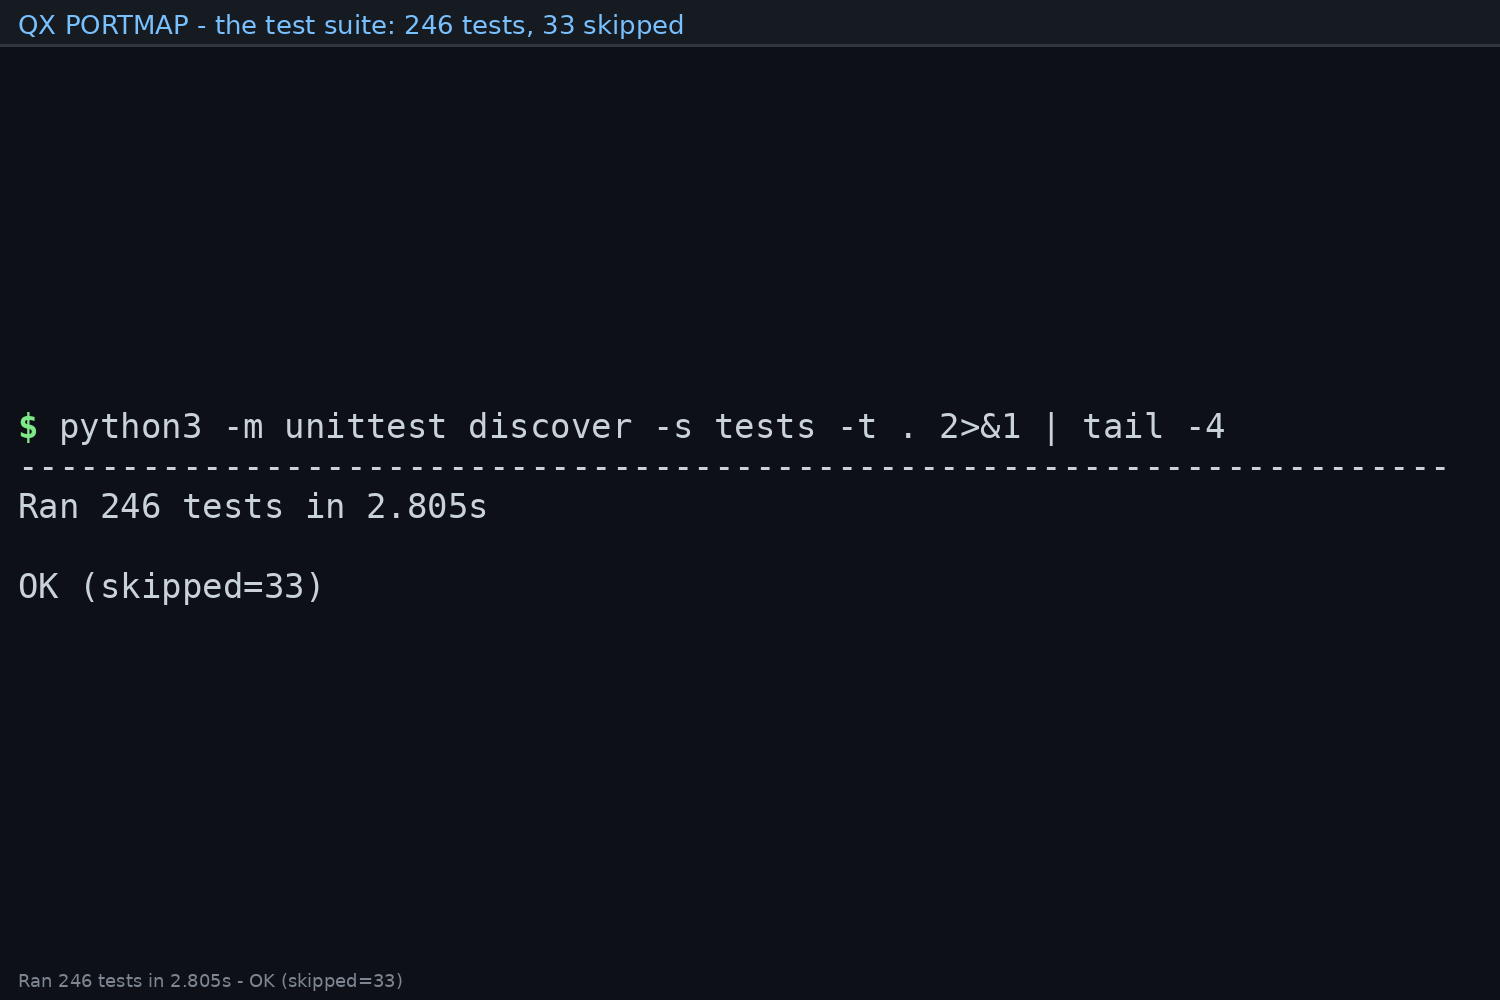 QX PORTMAP - the test suite: 246 tests, 33 skipped
$ python3 -m unittest discover -s tests -t . 2>&1 | tail -4
----------------------------------------------------------------------
Ran 246 tests in 2.805s
OK (skipped=33)
Ran 246 tests in 2.805s - OK (skipped=33)